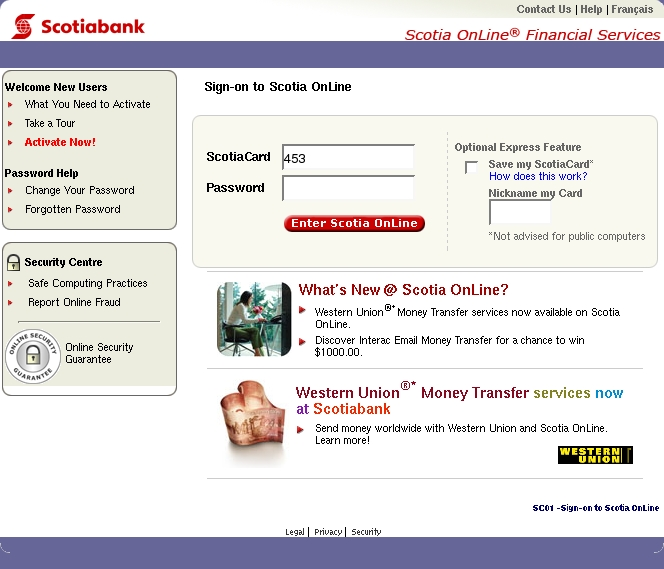 Contact Us | Help | Français
Scotiabank
Scotia OnLine® Financial Services
Welcome New Users
What You Need to Activate
Take a Tour
Activate Now!
Password Help
Change Your Password
Forgotten Password
Security Centre
Safe Computing Practices
Report Online Fraud
ONLINE SECURITY GUARANTEE
Online Security
Guarantee
Sign-on to Scotia OnLine
ScotiaCard 453
Password
Enter Scotia OnLine
Optional Express Feature
Save my ScotiaCard*
How does this work?
Nickname my Card
*Not advised for public computers
What's New @ Scotia OnLine?
Western Union®* Money Transfer services now available on Scotia
OnLine.
Discover Interac Email Money Transfer for a chance to win
$1000.00.
Western Union®* Money Transfer services now
at Scotiabank
Send money worldwide with Western Union and Scotia OnLine.
Learn more!
WESTERN
UNION
SC01 -Sign-on to Scotia OnLine
Legal | Privacy | Security